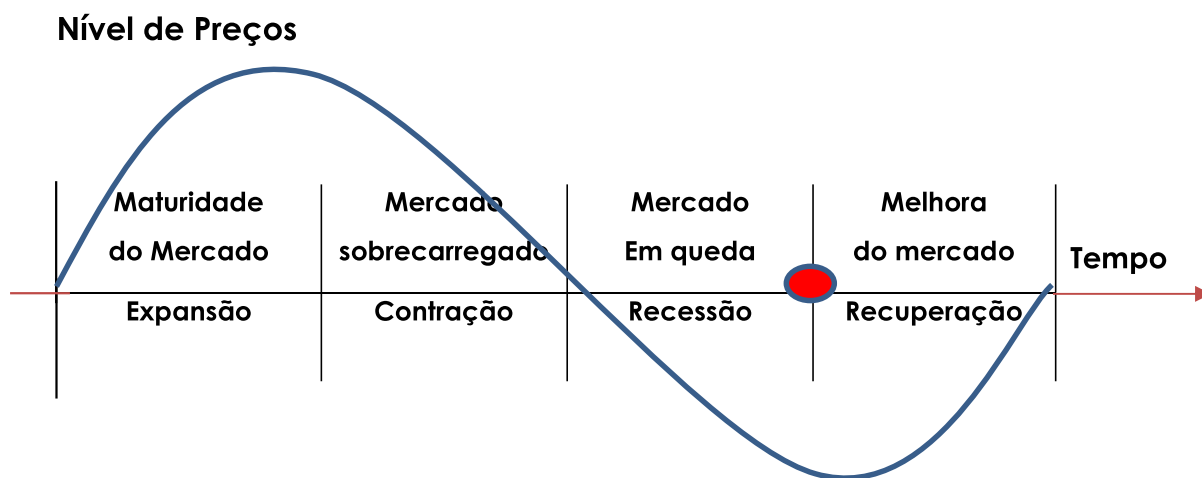 Nível de Preços
Maturidade
do Mercado
Expansão
Mercado
sobrecarregado
Contração
Mercado
Em queda
Recessão
Melhora
do mercado
Recuperação
Tempo